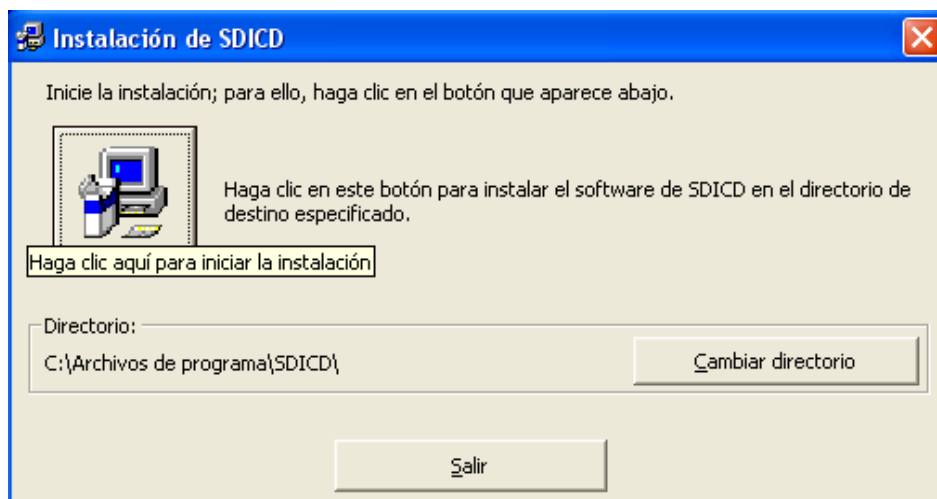 Instalación de SDICD
Inicie la instalación; para ello, haga clic en el botón que aparece abajo.
Haga clic en este botón para instalar el software de SDICD en el directorio de
destino especificado.
Haga clic aquí para iniciar la instalación
Directorio:
C:\Archivos de programa\SDICD\
Cambiar directorio
Salir